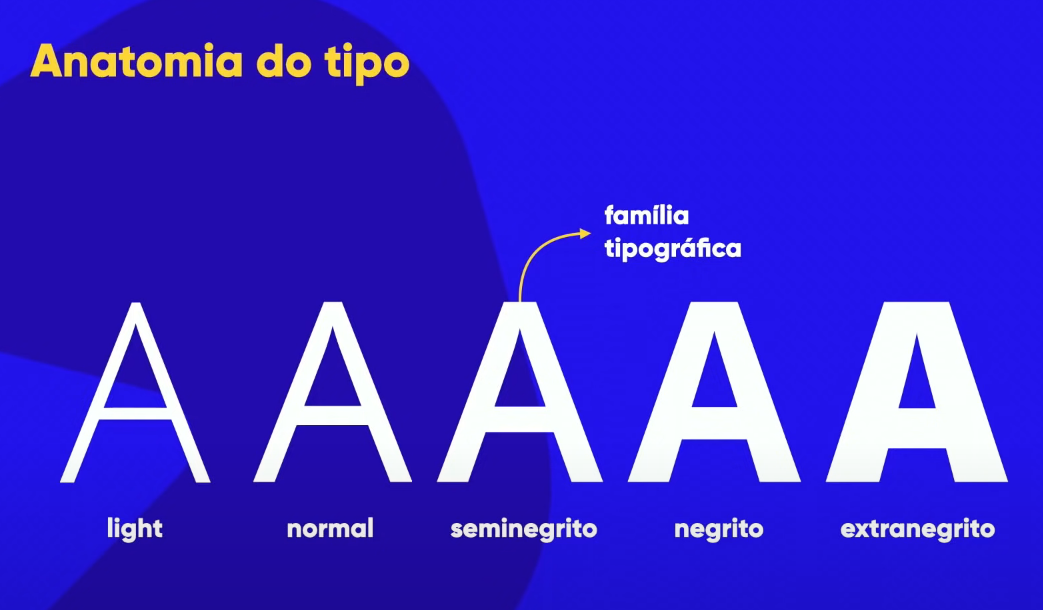 Anatomia do tipo
família
tipográfica
A A A A A
light normal seminegrito negrito extranegrito